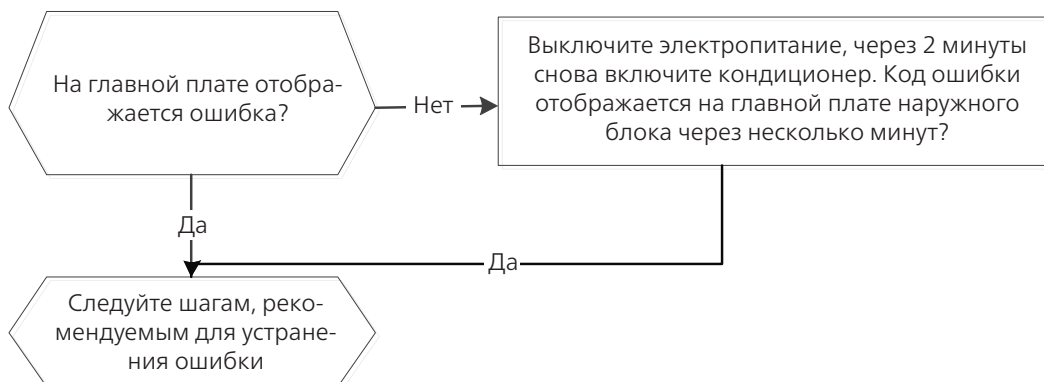 На главной плате отобра-
жается ошибка?
Нет
Выключите электропитание, через 2 минуты
снова включите кондиционер. Код ошибки
отображается на главной плате наружного
блока через несколько минут?
Да
Да
Следуйте шагам, реко-
мендуемым для устране-
ния ошибки